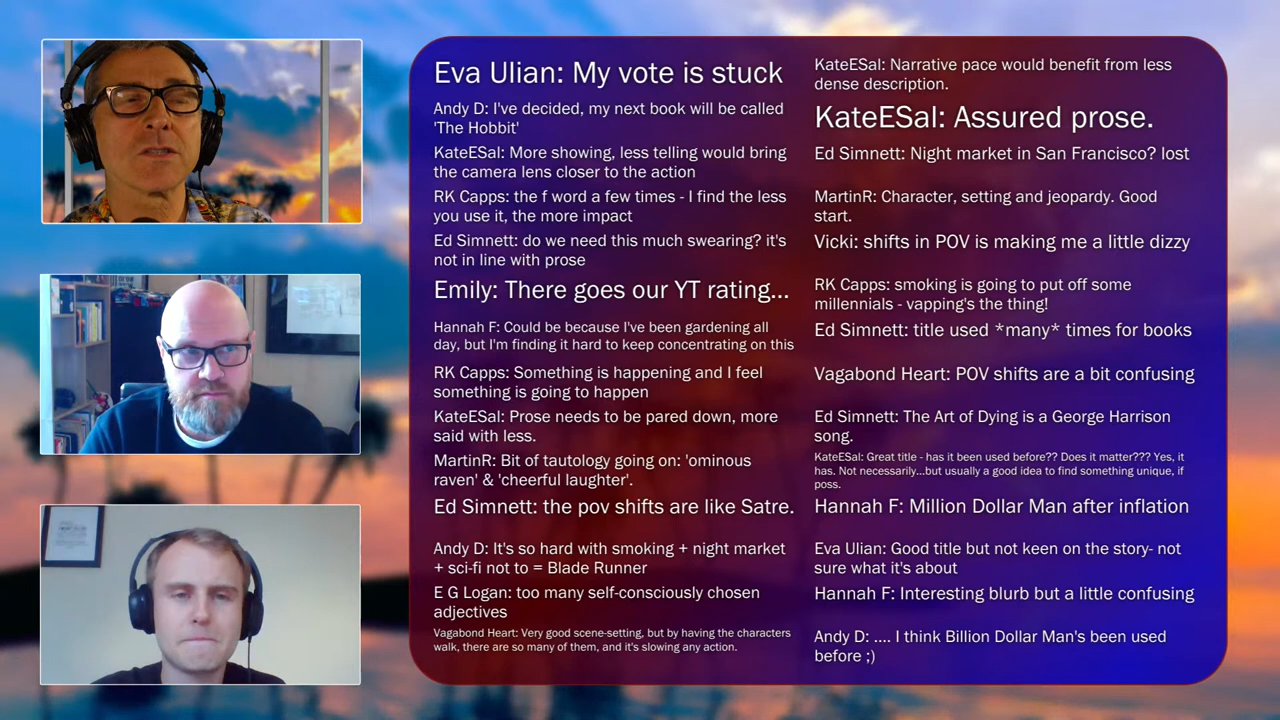 Eva Ulian: My vote is stuck
Andy D: I've decided, my next book will be called
'The Hobbit'
KateESal: More showing, less telling would bring
the camera lens closer to the action
RK Capps: the f word a few times - I find the less
you use it, the more impact
Ed Simnett: do we need this much swearing? it's
not in line with prose
Emily: There goes our YT rating...
Hannah F: Could be because I've been gardening all
day, but I'm finding it hard to keep concentrating on this
RK Capps: Something is happening and I feel
something is going to happen
KateESal: Prose needs to be pared down, more
said with less.
MartinR: Bit of tautology going on: 'ominous
raven' & 'cheerful laughter'.
Ed Simnett: the pov shifts are like Satre.
Andy D: It's so hard with smoking + night market
+ sci-fi not to = Blade Runner
E G Logan: too many self-consciously chosen
adjectives
Vagabond Heart: Very good scene-setting, but by having the characters
walk, there are so many of them, and it's slowing any action.
KateESal: Narrative pace would benefit from less
dense description.
KateESal: Assured prose.
Ed Simnett: Night market in San Francisco? lost
MartinR: Character, setting and jeopardy. Good
start.
Vicki: shifts in POV is making me a little dizzy
RK Capps: smoking is going to put off some
millennials - vapping's the thing!
Ed Simnett: title used *many* times for books
Vagabond Heart: POV shifts are a bit confusing
Ed Simnett: The Art of Dying is a George Harrison
song.
KateESal: Great title - has it been used before?? Does it matter??? Yes, it
has. Not necessarily...but usually a good idea to find something unique, if
poss.
Hannah F: Million Dollar Man after inflation
Eva Ulian: Good title but not keen on the story- not
sure what it's about
Hannah F: Interesting blurb but a little confusing
Andy D: .... I think Billion Dollar Man's been used
before ;)